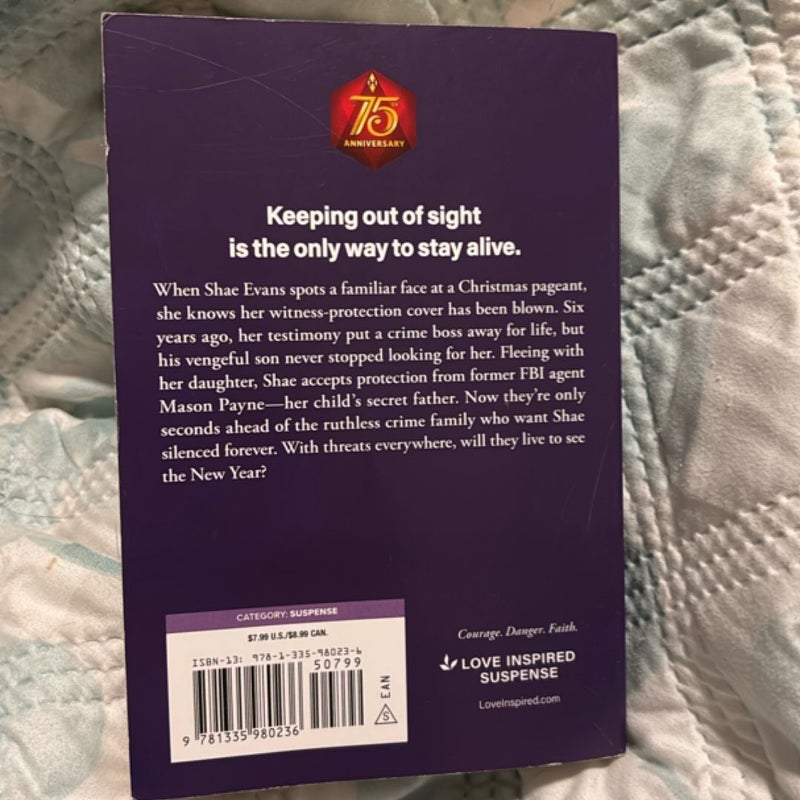 75TH
ANNIVERSARY
Keeping out of sight
is the only way to stay alive.
When Shae Evans spots a familiar face at a Christmas pageant,
she knows her witness-protection cover has been blown. Six
years ago, her testimony put a crime boss away for life, but
his vengeful son never stopped looking for her. Fleeing with
her daughter, Shae accepts protection from former FBI agent
Mason Payne—her child's secret father. Now they're only
seconds ahead of the ruthless crime family who want Shae
silenced forever. With threats everywhere, will they live to see
the New Year?
CATEGORY: SUSPENSE
$7.99 U.S./$8.99 CAN.
ISBN-13: 978-1-335-98023-6
50799
9 781335 980236
EAN
S
Courage. Danger. Faith.
LOVE INSPIRED
SUSPENSE
LoveInspired.com